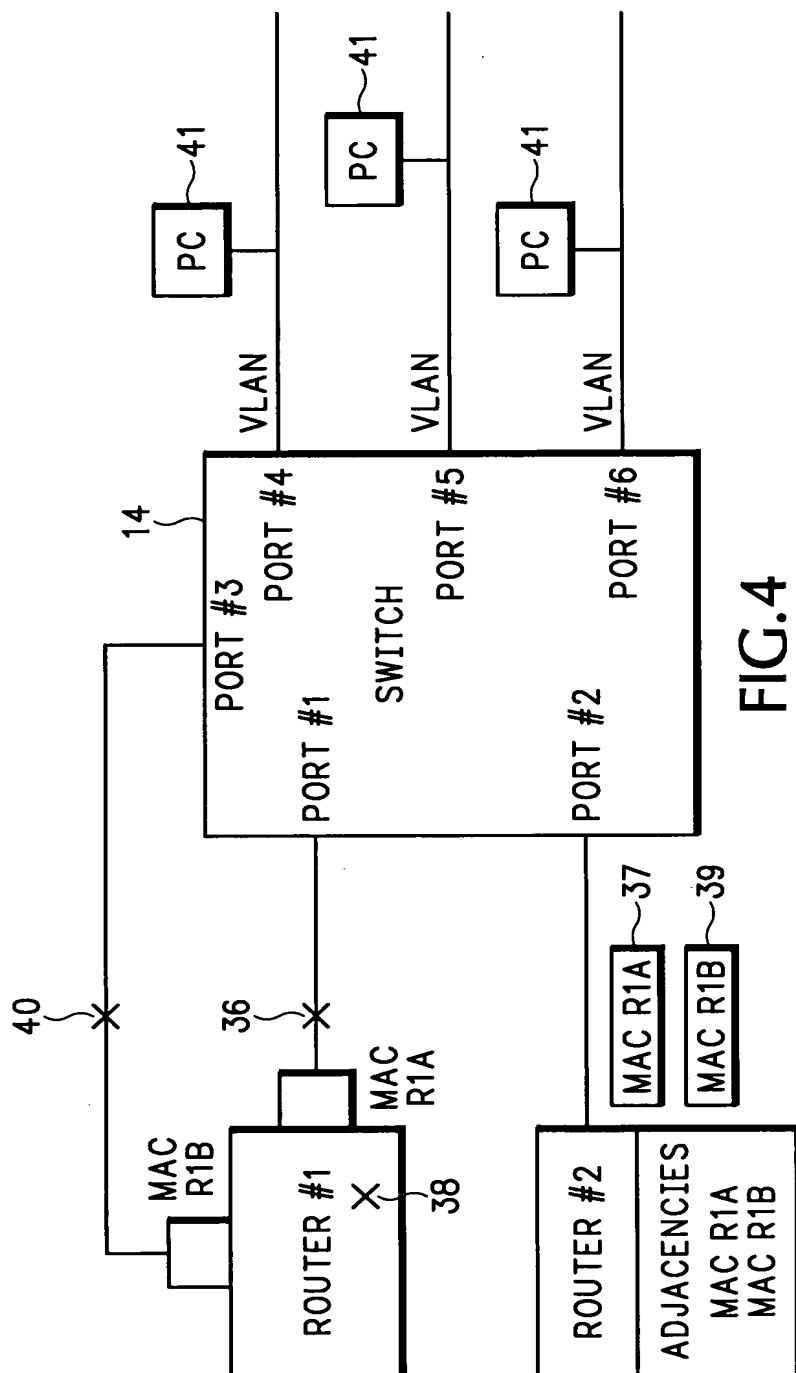 40
36
MAC
R1B
MAC
R1A
ROUTER #1
38
ROUTER #2
ADJACENCIES
MAC R1A
MAC R1B
MAC R1A
37
MAC R1B
39
14
PORT #3
PORT #1
PORT #2
SWITCH
PORT #4
PORT #5
PORT #6
VLAN
VLAN
VLAN
PC
41
PC
41
PC
41
FIG.4